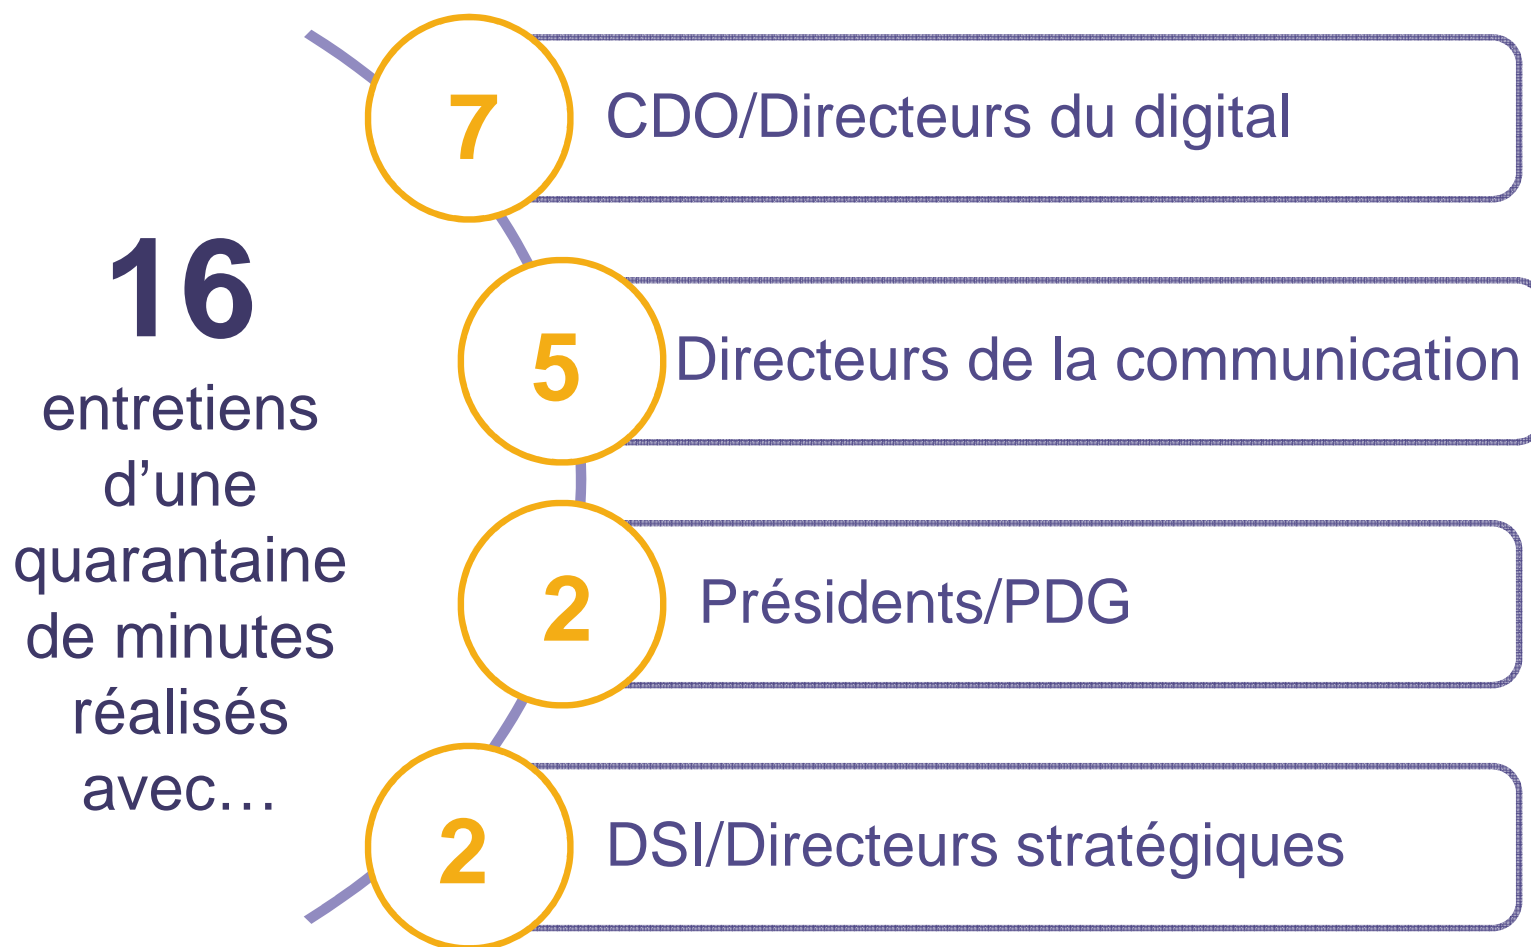 16
entretiens
d’une
quarantaine
de minutes
réalisés
avec…
7
CDO/Directeurs du digital
5
Directeurs de la communication
2
Présidents/PDG
2
DSI/Directeurs stratégiques